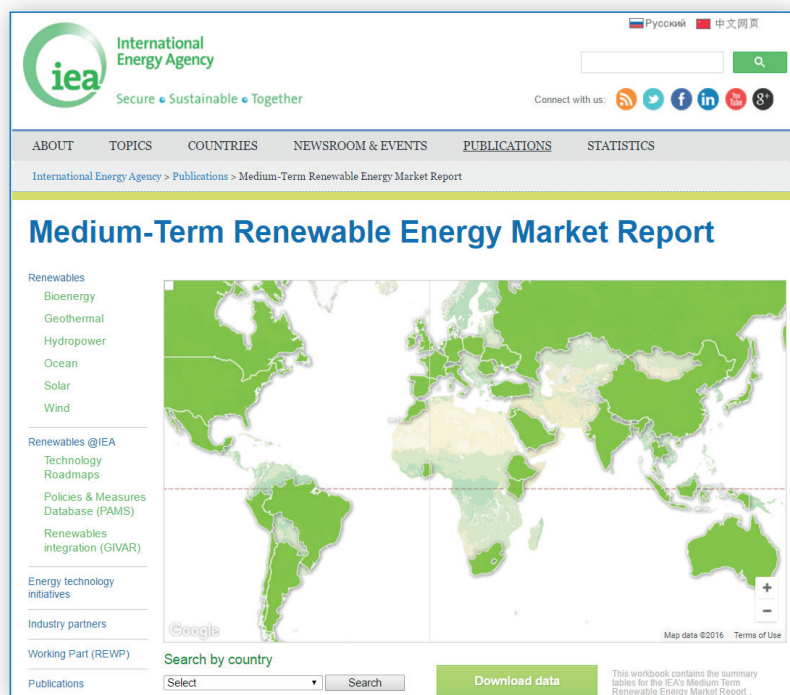 Русский 中文网页
iea
International
Energy Agency
Secure • Sustainable • Together
Connect with us:
You
Tube
ABOUT TOPICS COUNTRIES NEWSROOM & EVENTS PUBLICATIONS STATISTICS
International Energy Agency > Publications > Medium-Term Renewable Energy Market Report
Medium-Term Renewable Energy Market Report
Renewables
Bioenergy
Geothermal
Hydropower
Ocean
Solar
Wind
Renewables @IEA
Technology
Roadmaps
Policies & Measures
Database (PAMS)
Renewables
integration (GIVAR)
Energy technology
initiatives
Industry partners
Working Part (REWP)
Publications
Google
Map data ©2016 Terms of Use
Search by country
Select Search
Download data
This workbook contains the summary
tables for the IEA's Medium Term
Renewable Energy Market Report .